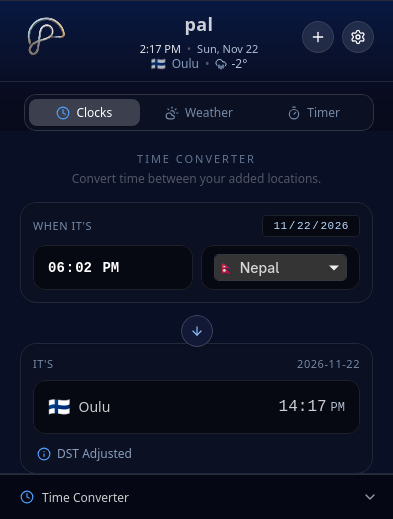 pal
2:17 PM • Sun, Nov 22
Oulu • -2°
Clocks Weather Timer
TIME CONVERTER
Convert time between your added locations.
WHEN IT'S 11/22/2026
06:02 PM Nepal
IT'S 2026-11-22
Oulu 14:17 PM
DST Adjusted
Time Converter